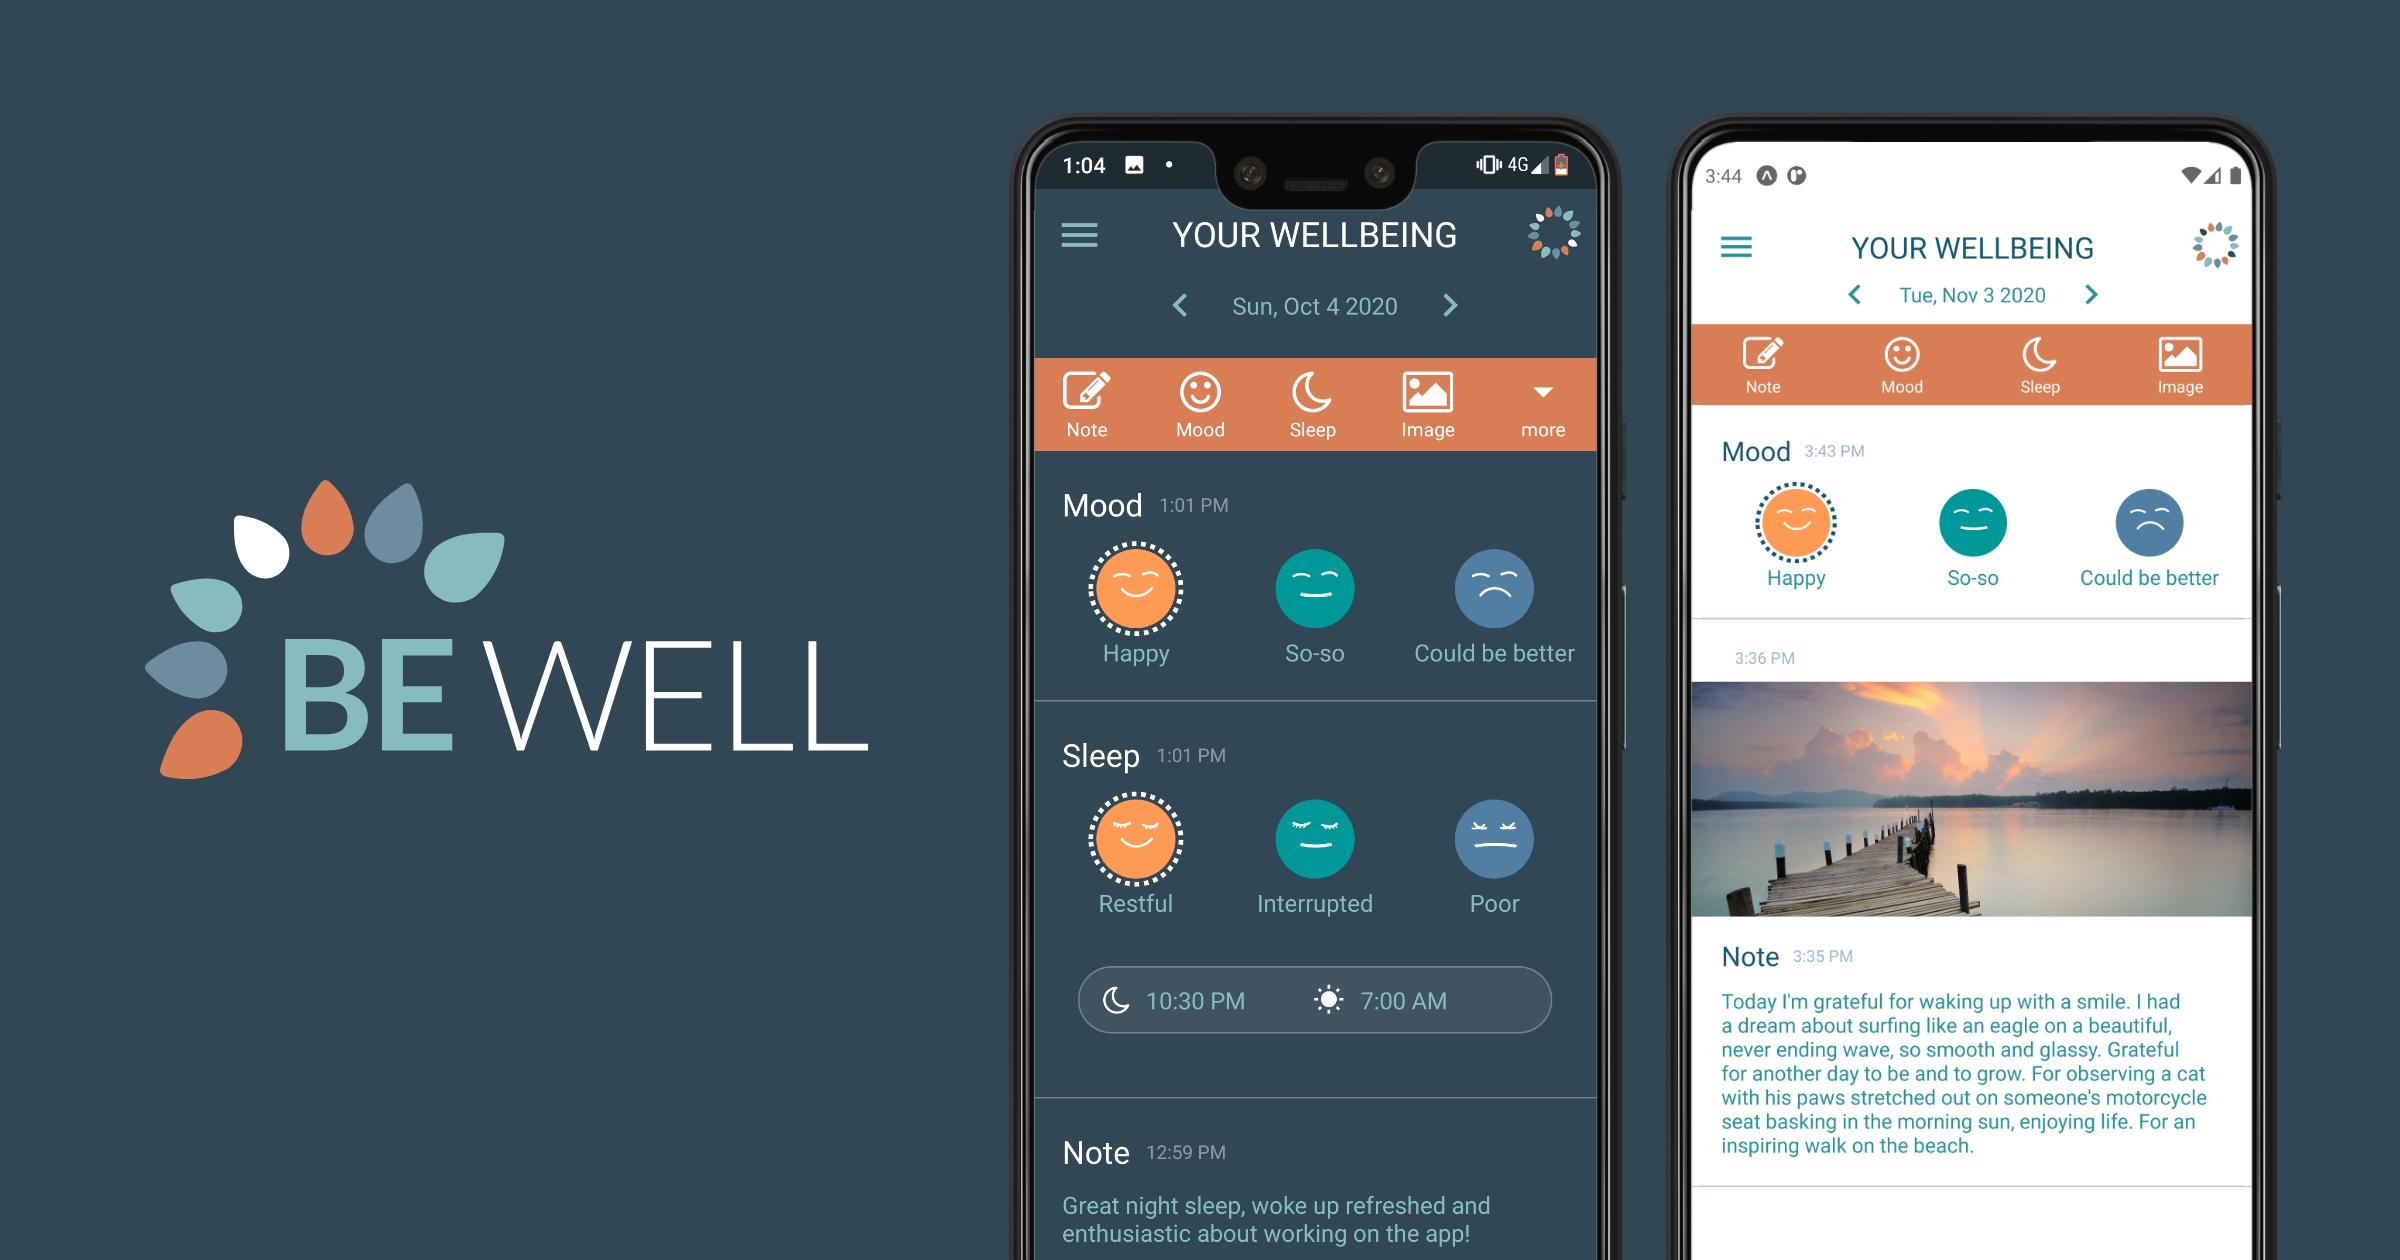 BE WELL
1:04
4G
YOUR WELLBEING
Sun, Oct 4 2020
Note
Mood
Sleep
Image
more
Mood 1:01 PM
Happy
So-so
Could be better
Sleep 1:01 PM
Restful
Interrupted
Poor
10:30 PM
7:00 AM
Note 12:59 PM
Great night sleep, woke up refreshed and
enthusiastic about working on the app!
3:44
YOUR WELLBEING
Tue, Nov 3 2020
Note
Mood
Sleep
Image
Mood 3:43 PM
Happy
So-so
Could be better
3:36 PM
Note 3:35 PM
Today I'm grateful for waking up with a smile. I had
a dream about surfing like an eagle on a beautiful,
never ending wave, so smooth and glassy. Grateful
for another day to be and to grow. For observing a cat
with his paws stretched out on someone's motorcycle
seat basking in the morning sun, enjoying life. For an
inspiring walk on the beach.